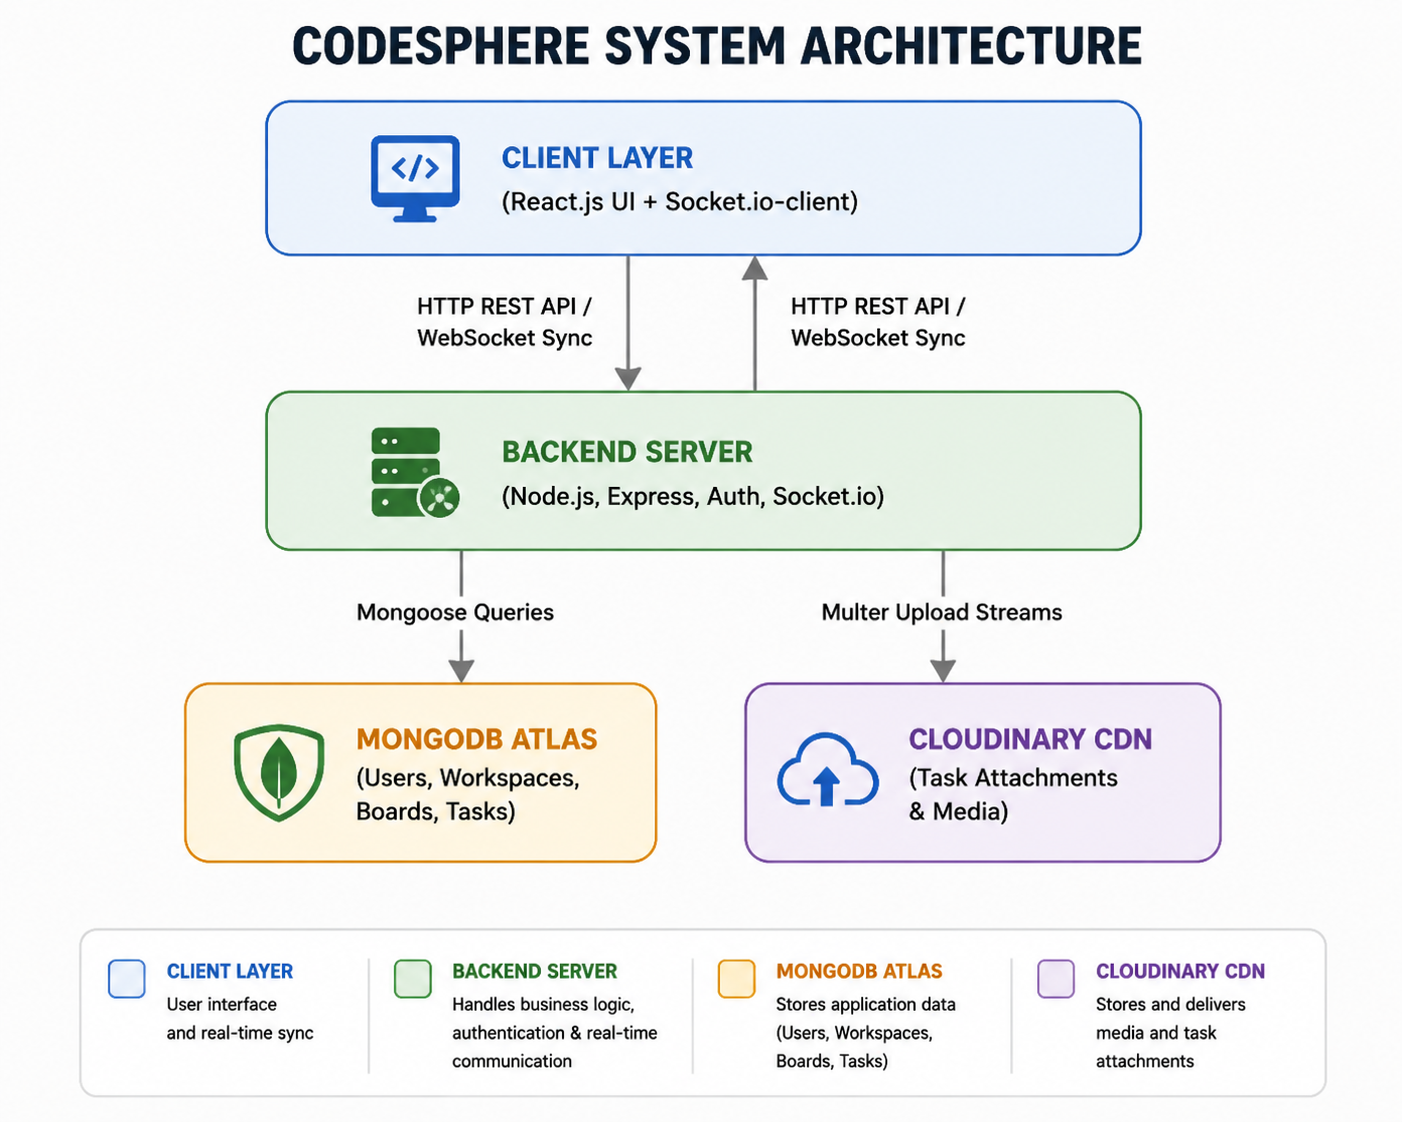 CODESPHERE SYSTEM ARCHITECTURE
</>
CLIENT LAYER
(React.js UI + Socket.io-client)
HTTP REST API /
WebSocket Sync
HTTP REST API /
WebSocket Sync
BACKEND SERVER
(Node.js, Express, Auth, Socket.io)
Mongoose Queries
Multer Upload Streams
MONGODB ATLAS
(Users, Workspaces,
Boards, Tasks)
CLOUDINARY CDN
(Task Attachments
& Media)
CLIENT LAYER
User interface
and real-time sync
BACKEND SERVER
Handles business logic,
authentication & real-time
communication
MONGODB ATLAS
Stores application data
(Users, Workspaces,
Boards, Tasks)
CLOUDINARY CDN
Stores and delivers
media and task
attachments